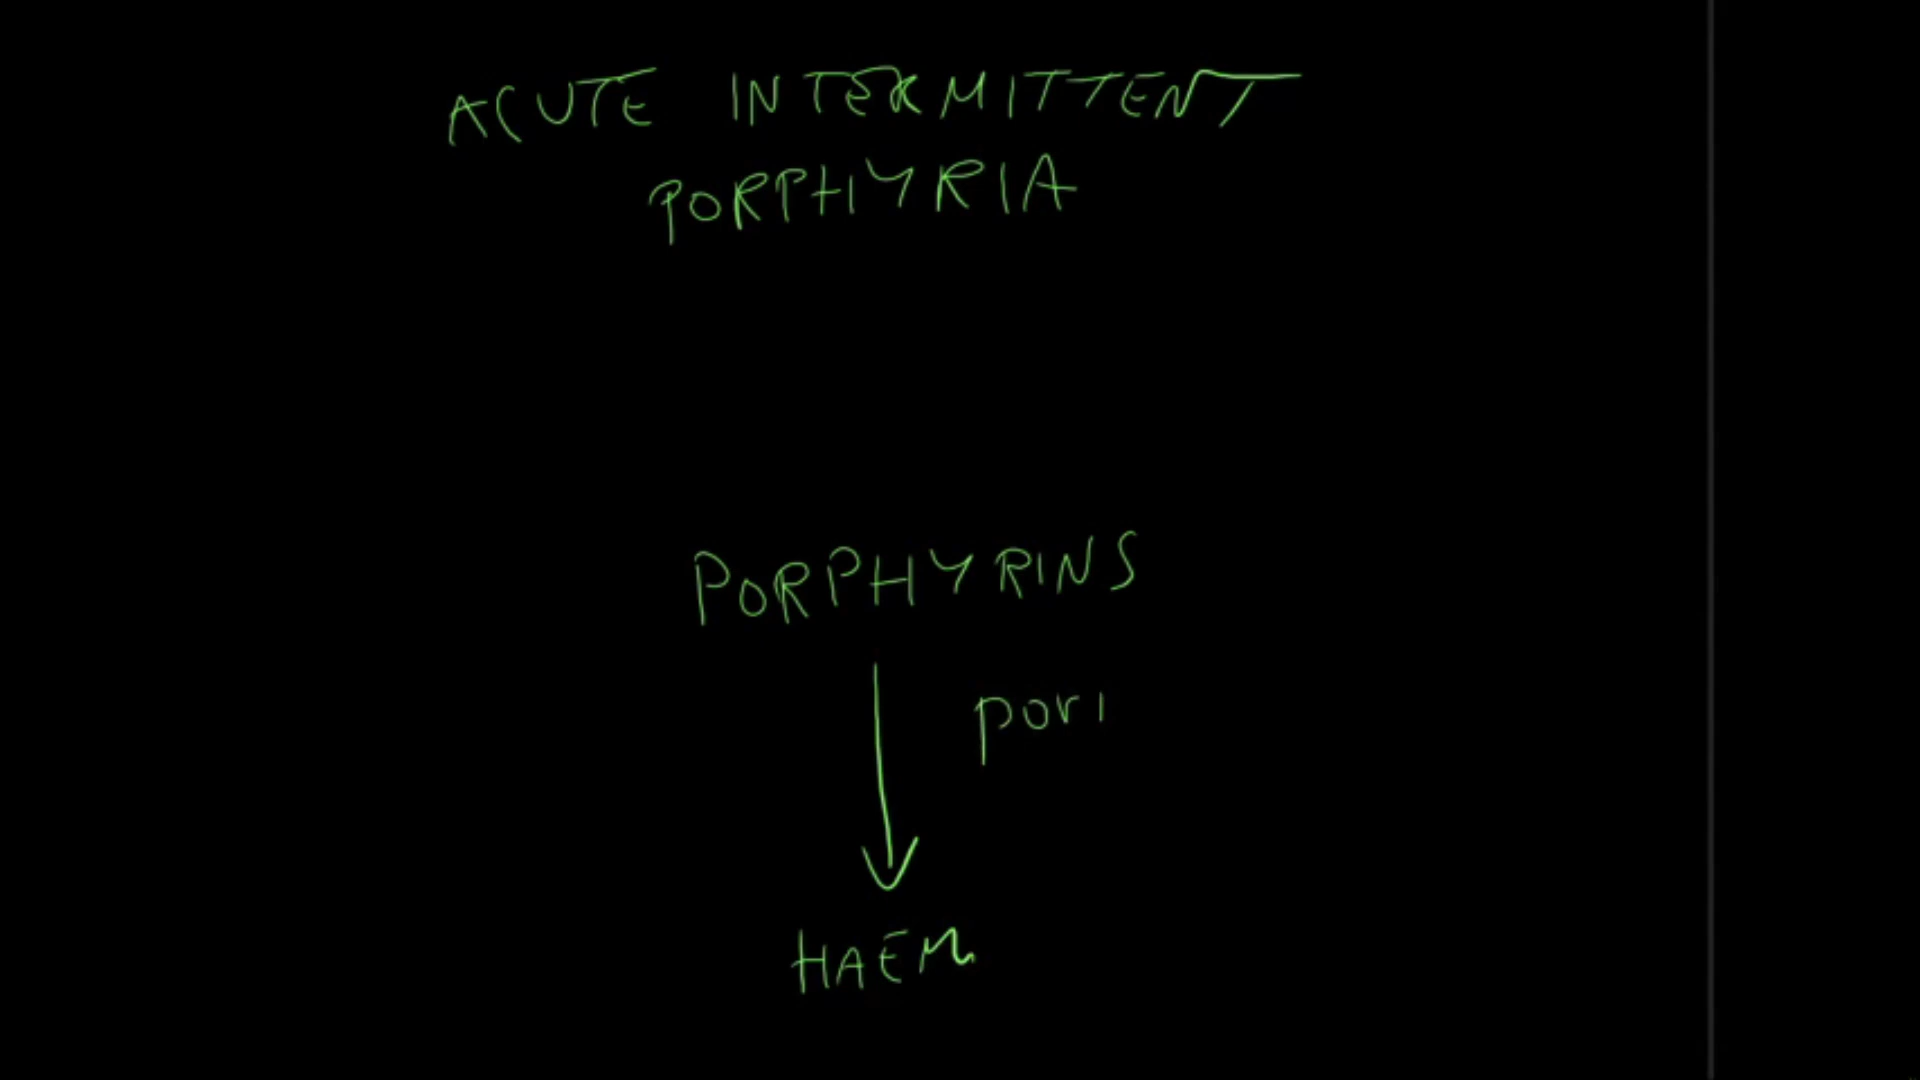 ACUTE INTERMITTENT
PORPHYRIA
PORPHYRINS
pori
HAEM